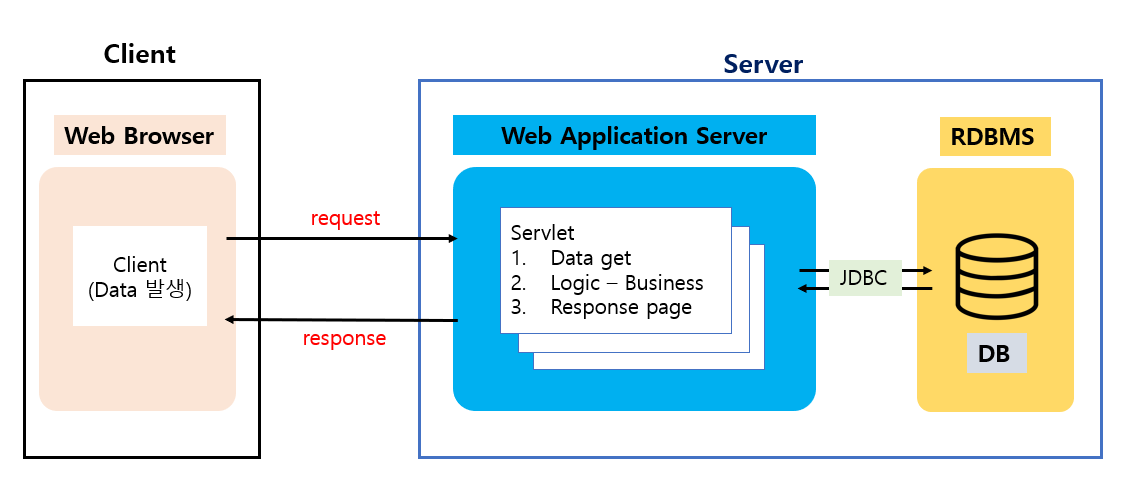 Client
Server
Web Browser
Web Application Server
RDBMS
request
Client
(Data 발생)
response
Servlet
1. Data get
2. Logic – Business
3. Response page
JDBC
DB